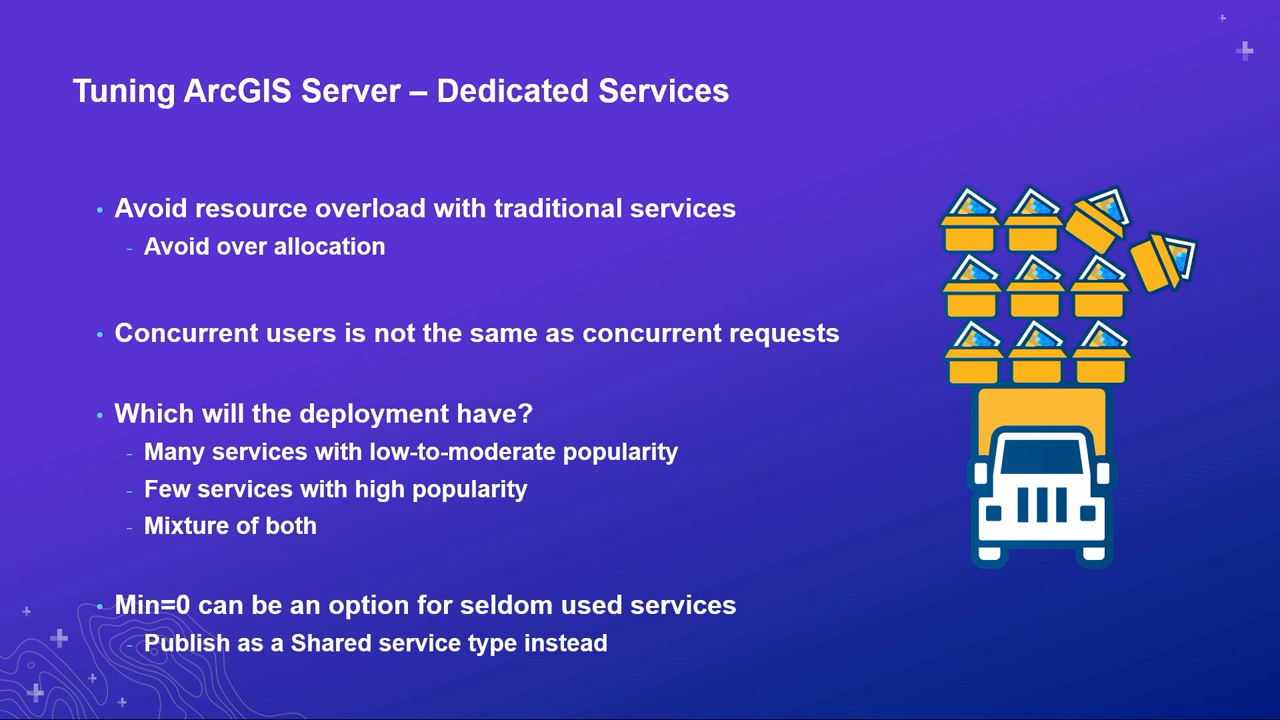 Tuning ArcGIS Server – Dedicated Services
• Avoid resource overload with traditional services
- Avoid over allocation
• Concurrent users is not the same as concurrent requests
• Which will the deployment have?
- Many services with low-to-moderate popularity
- Few services with high popularity
- Mixture of both
• Min=0 can be an option for seldom used services
- Publish as a Shared service type instead